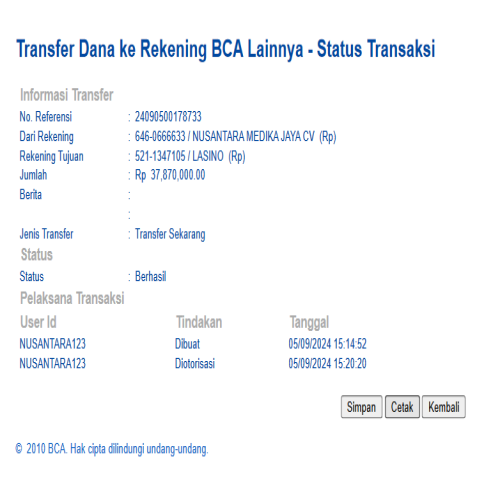 Transfer Dana ke Rekening BCA Lainnya - Status Transaksi
Informasi Transfer
No. Referensi : 24090500178733
Dari Rekening : 646-0666633 / NUSANTARA MEDIKA JAYA CV (Rp)
Rekening Tujuan : 521-1347105 / LASINO (Rp)
Jumlah : Rp 37,870,000.00
Berita :
:
Jenis Transfer : Transfer Sekarang
Status
Status : Berhasil
Pelaksana Transaksi
User Id Tindakan Tanggal
NUSANTARA123 Dibuat 05/09/2024 15:14:52
NUSANTARA123 Diotorisasi 05/09/2024 15:20:20
Simpan Cetak Kembali
© 2010 BCA. Hak cipta dilindungi undang-undang.